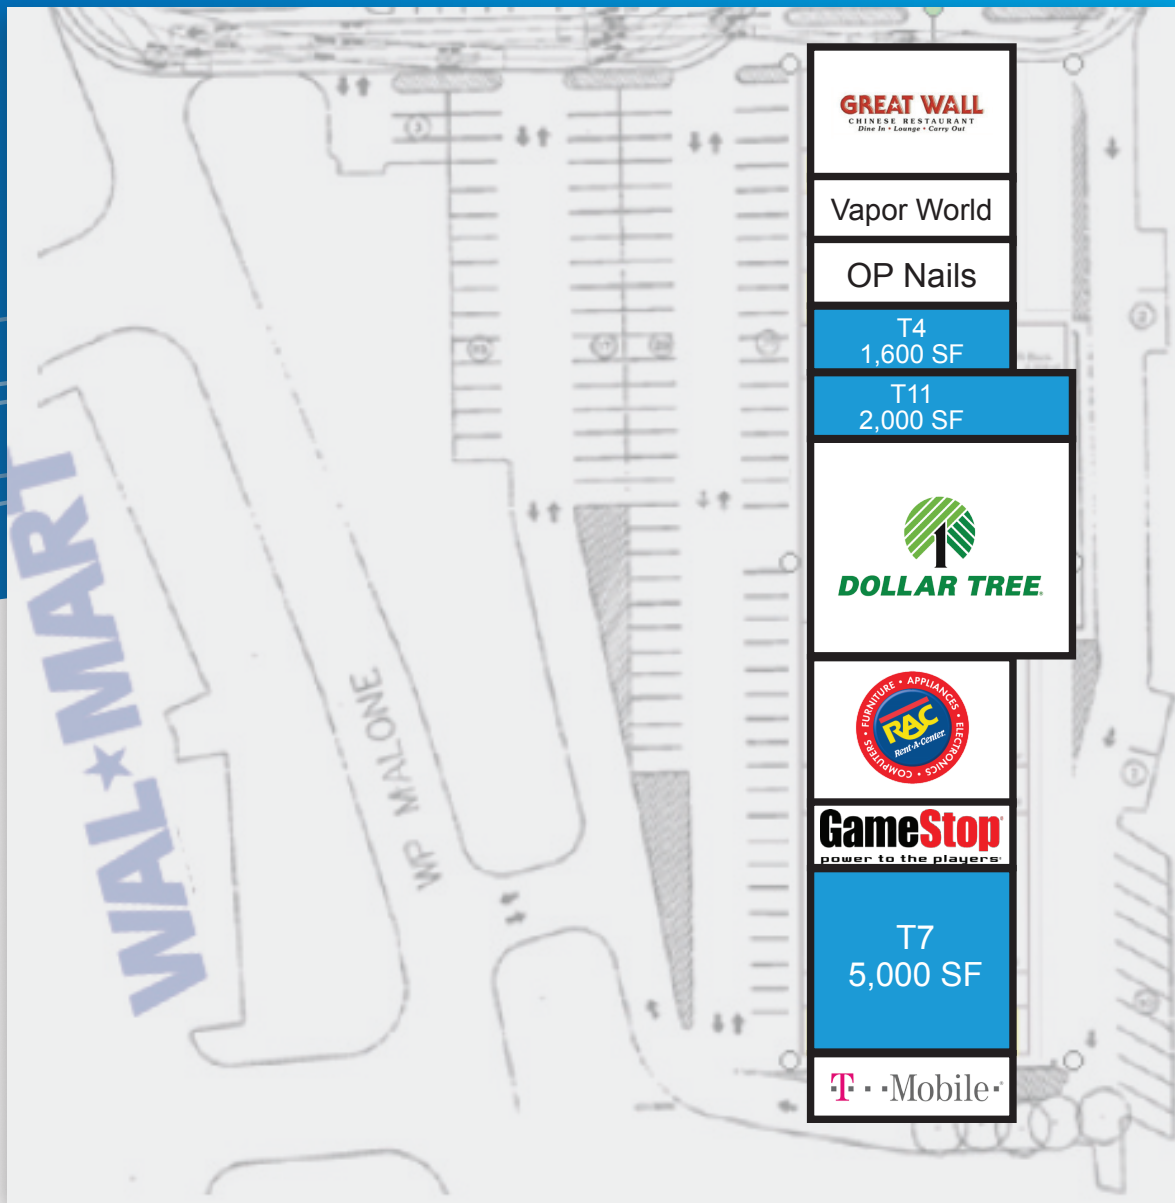 GREAT WALL
CHINESE RESTAURANT
Dine In • Lounge • Carry Out
Vapor World
OP Nails
T4
1,600 SF
T11
2,000 SF
DOLLAR TREE
FURNITURE • APPLIANCES • ELECTRONICS • COMPUTERS
RAC
Rent-A-Center
GameStop
power to the players
T7
5,000 SF
T··Mobile·
WAL★MART
WP MALONE